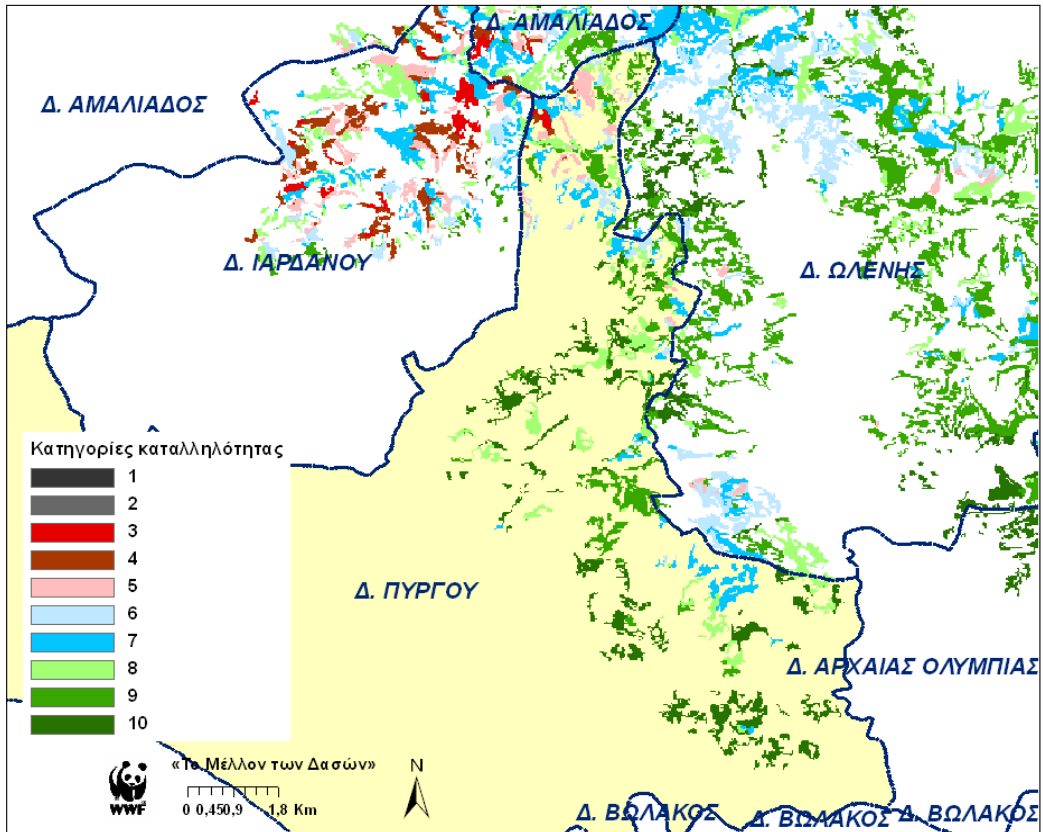 Δ. ΑΜΑΛΙΑΔΟΣ
Δ. ΑΜΑΛΙΑΔΟΣ
Δ. ΙΑΡΔΑΝΟΥ
Δ. ΩΛΕΝΗΣ
Κατηγορίες καταλληλότητας
1
2
3
4
5
6
7
8
9
10
Δ. ΠΥΡΓΟΥ
Δ. ΑΡΧΑΙΑΣ ΟΛΥΜΠΙΑΣ
WWF
«Το Μέλλον των Δασών»
0 0,450,9 1,8 Km
N
Δ. ΒΩΛΑΚΟΣ Δ. ΒΩΛΑΚΟΣ Δ. ΒΩΛΑΚΟΣ